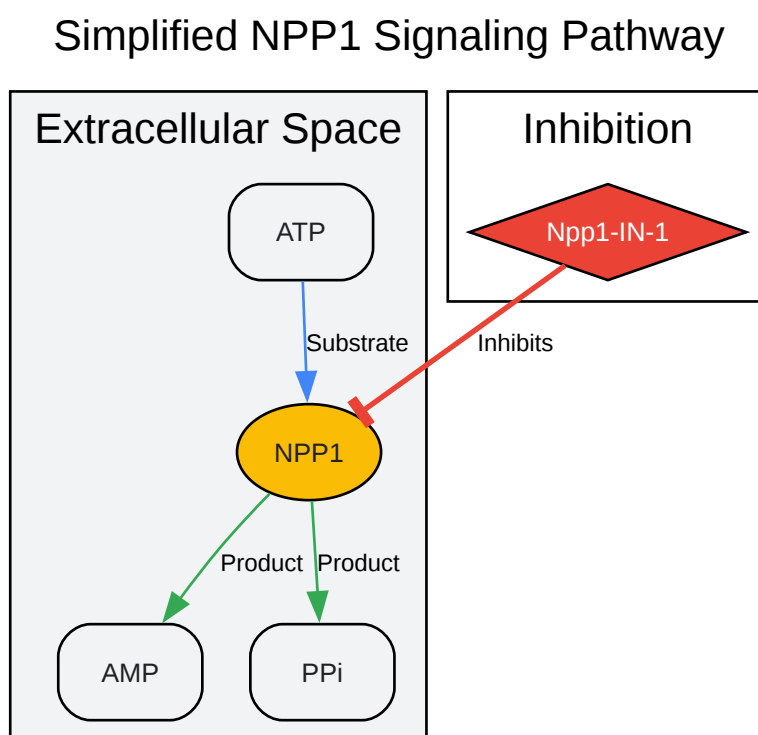 Simplified NPP1 Signaling Pathway
Extracellular Space
Inhibition
ATP
Npp1-IN-1
Substrate
Inhibits
NPP1
Product
Product
AMP
PPi